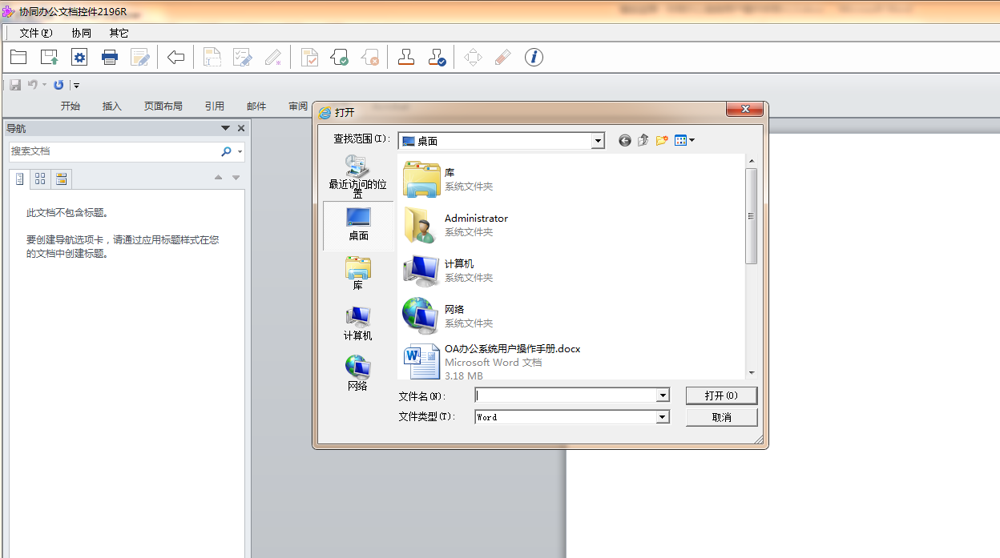 协同办公文档控件2196R
文件(F) 协同 其它
开始 插入 页面布局 引用 邮件 审阅
导航
搜索文档
此文档不包含标题。
要创建导航选项卡，请通过应用标题样式在您
的文档中创建标题。
打开
查找范围(I):
桌面
最近访问的位
置
桌面
库
计算机
网络
库
系统文件夹
Administrator
系统文件夹
计算机
系统文件夹
网络
系统文件夹
OA办公系统用户操作手册.docx
Microsoft Word 文档
3.18 MB
文件名(N):
打开(O)
文件类型(T):
Word
取消